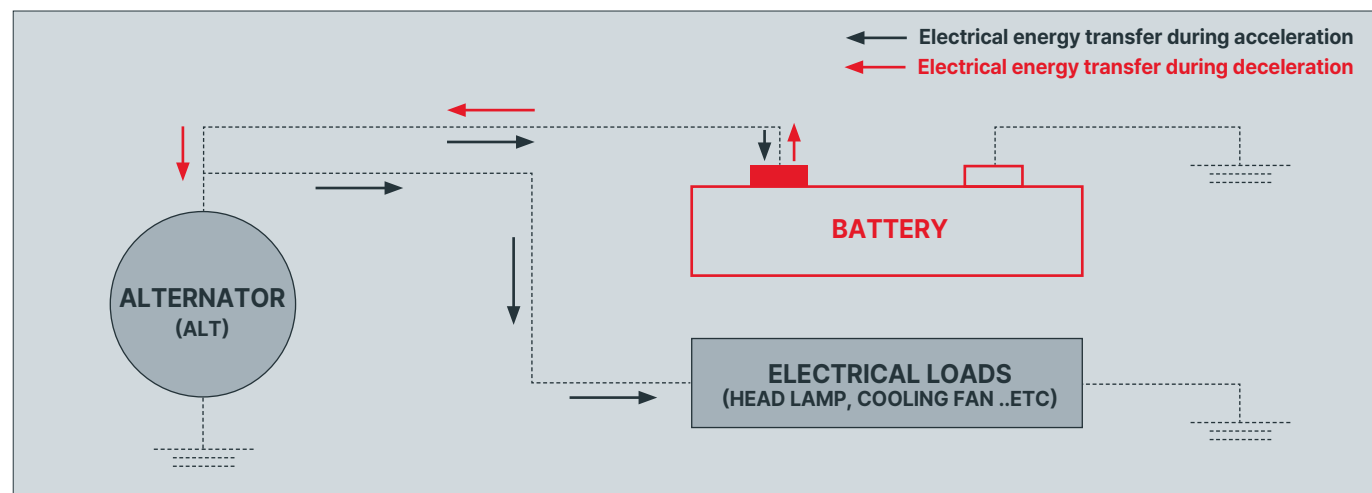 Electrical energy transfer during acceleration
Electrical energy transfer during deceleration
BATTERY
ALTERNATOR
(ALT)
ELECTRICAL LOADS
(HEAD LAMP, COOLING FAN ..ETC)